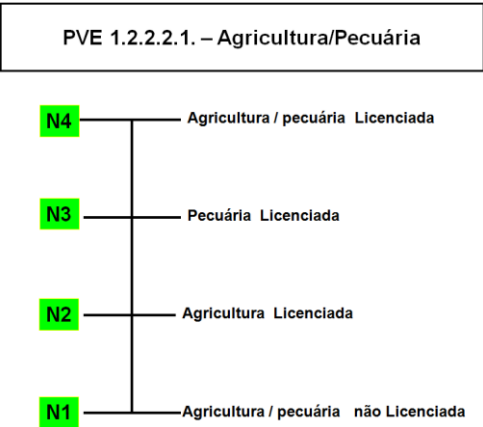 PVE 1.2.2.2.1. – Agricultura/Pecuária
N4 Agricultura / pecuária Licenciada
N3 Pecuária Licenciada
N2 Agricultura Licenciada
N1 Agricultura / pecuária não Licenciada